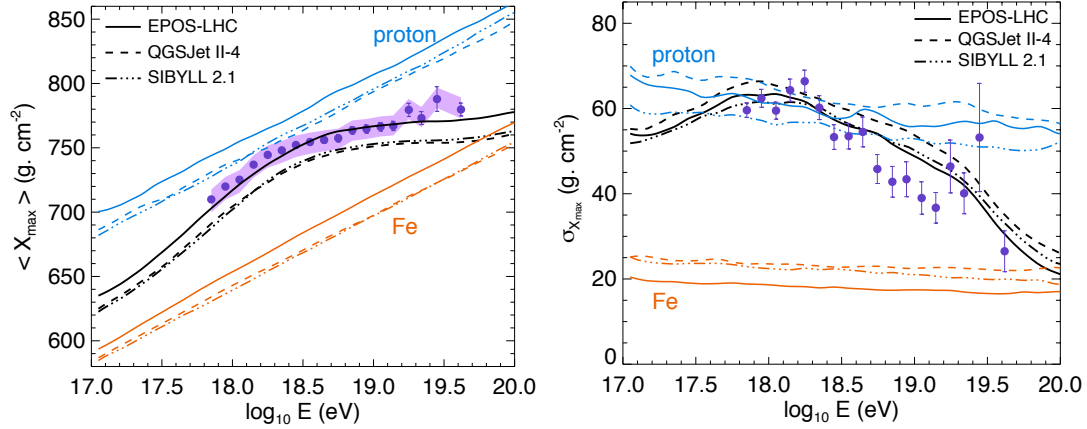 850
800
750
700
650
600
< Xmax > (g. cm-2)
EPOS-LHC
QGSJet II-4
SIBYLL 2.1
proton
Fe
17.0 17.5 18.0 18.5 19.0 19.5 20.0
log10 E (eV)
80
60
40
20
0
σXmax (g. cm-2)
EPOS-LHC
QGSJet II-4
SIBYLL 2.1
proton
Fe
17.0 17.5 18.0 18.5 19.0 19.5 20.0
log10 E (eV)